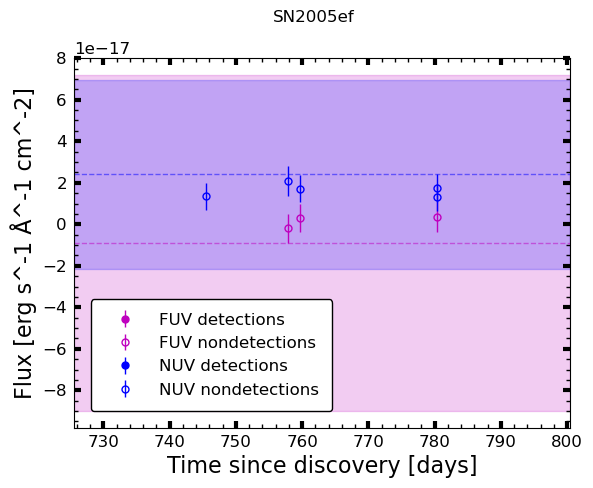 SN2005ef
1e−17
8
6
4
2
0
−2
−4
−6
−8
Flux [erg s^-1 Å^-1 cm^-2]
FUV detections
FUV nondetections
NUV detections
NUV nondetections
730 740 750 760 770 780 790 800
Time since discovery [days]